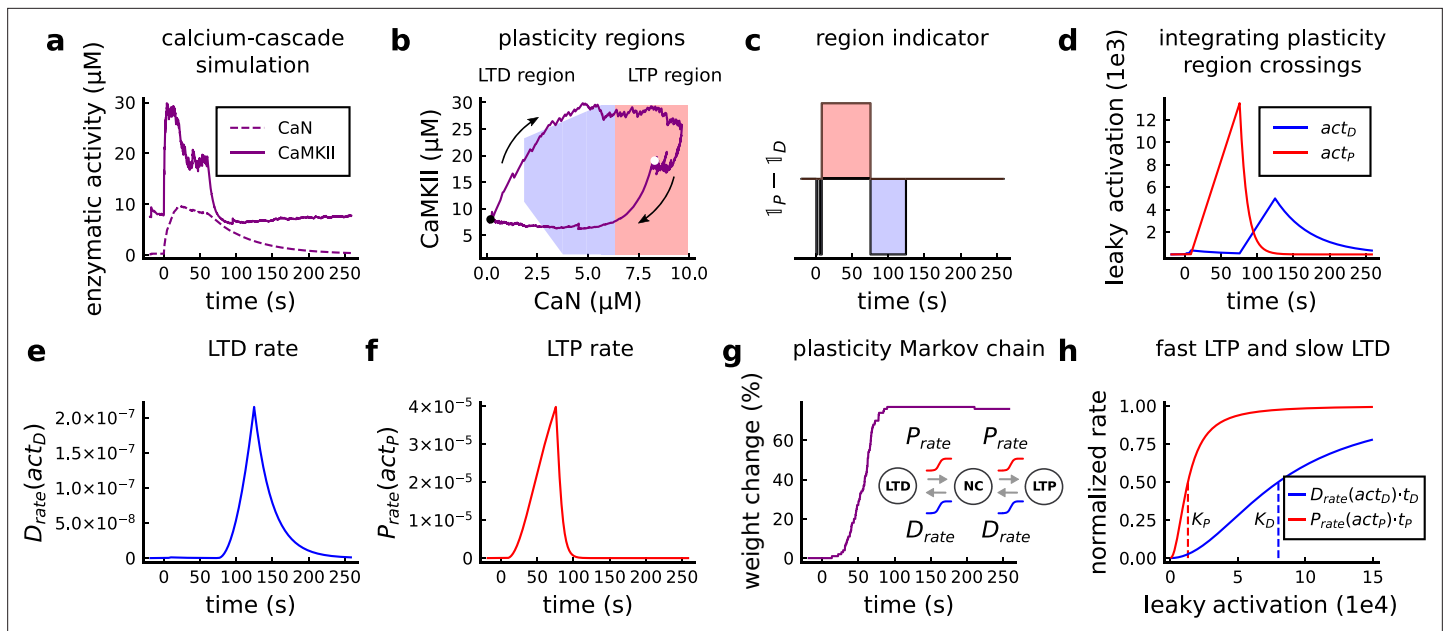 a
calcium-cascade
simulation
enzymatic activity (μM)
30
20
10
0
CaN
CaMKII
0 50 100 150 200 250
time (s)
b
plasticity regions
LTD region
LTP region
CaMKII (μM)
30
25
20
15
10
5
0.0 2.5 5.0 7.5 10.0
CaN (μM)
c
region indicator
𝟙P − 𝟙D
0 50 100 150 200 250
time (s)
d
integrating plasticity
region crossings
leaky activation (1e3)
12
10
8
6
4
2
actD
actP
0 50 100 150 200 250
time (s)
e
LTD rate
Drate(actD)
2.0×10⁻⁷
1.5×10⁻⁷
1.0×10⁻⁷
5.0×10⁻⁸
0
0 50 100 150 200 250
time (s)
f
LTP rate
Prate(actP)
4×10⁻⁵
3×10⁻⁵
2×10⁻⁵
1×10⁻⁵
0
0 50 100 150 200 250
time (s)
g
plasticity Markov chain
weight change (%)
60
40
20
0
Prate Prate
LTD NC LTP
Drate Drate
0 50 100 150 200 250
time (s)
h
fast LTP and slow LTD
normalized rate
1.00
0.75
0.50
0.25
0.00
KP
KD
Drate(actD)·tD
Prate(actP)·tP
0 5 10 15
leaky activation (1e4)